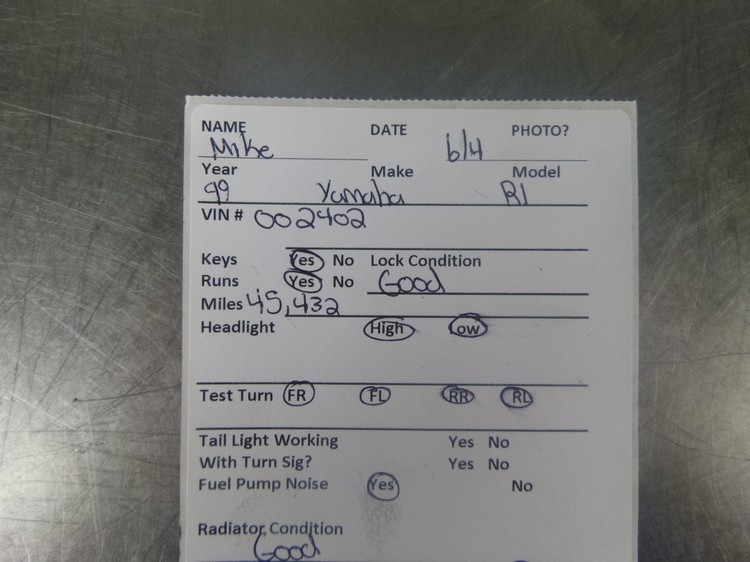 NAME DATE PHOTO?
Mike 6/4
Year Make Model
99 Yamaha R1
VIN # 002402
Keys Yes No Lock Condition
Runs Yes No Good
Miles 45,432
Headlight High Low
Test Turn FR FL RR RL
Tail Light Working Yes No
With Turn Sig? Yes No
Fuel Pump Noise Yes No
Radiator Condition
Good